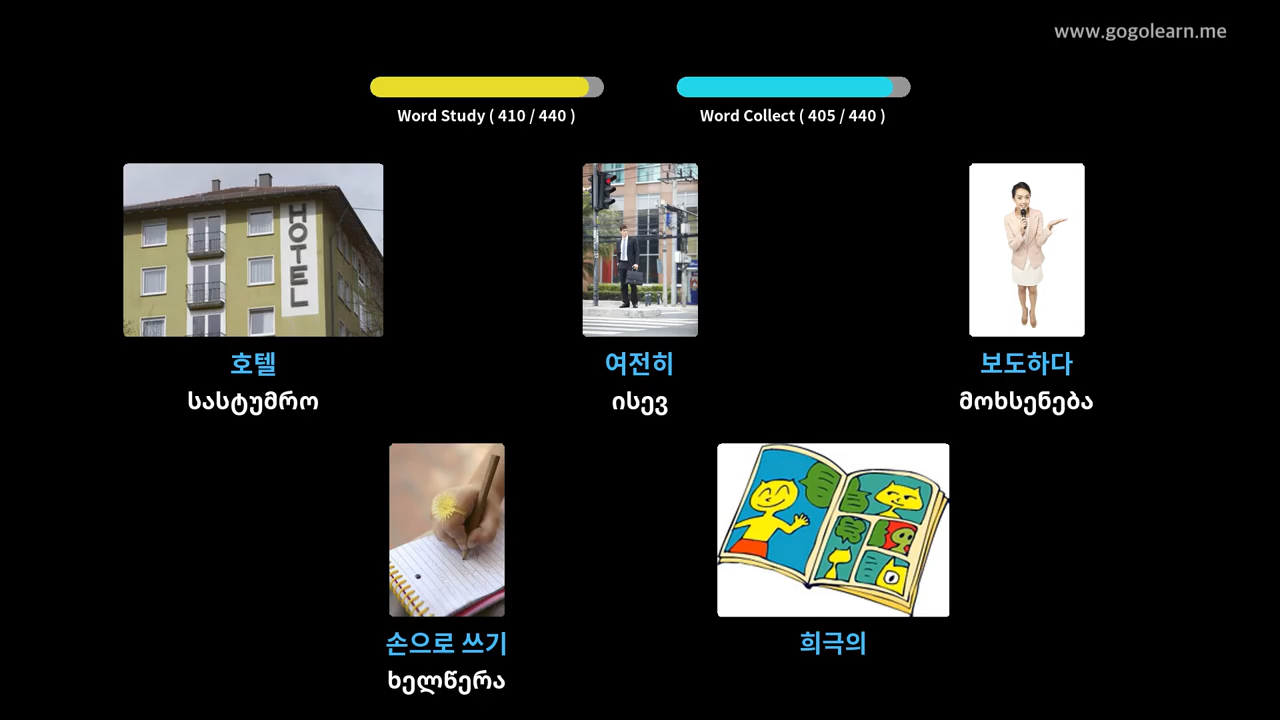 www.gogolearn.me
Word Study ( 410 / 440 )
Word Collect ( 405 / 440 )
HOTEL
호텔
სასტუმრო
여전히
ისევ
보도하다
მოხსენება
손으로 쓰기
ხელწერა
희극의